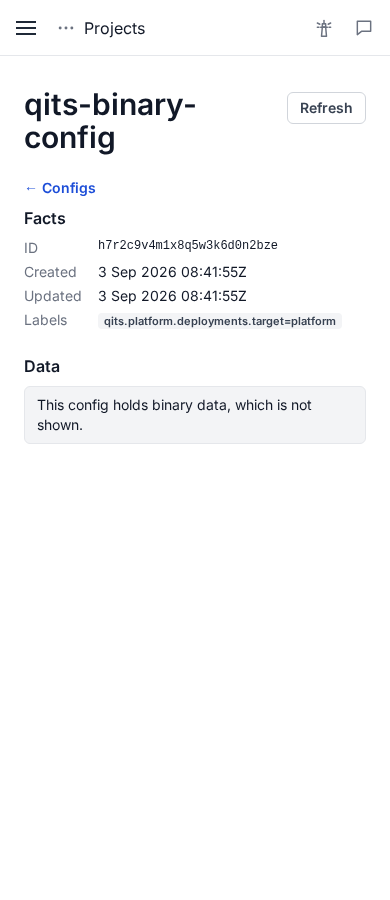 Projects
qits-binary-
config
Refresh
← Configs
Facts
ID h7r2c9v4m1x8q5w3k6d0n2bze
Created 3 Sep 2026 08:41:55Z
Updated 3 Sep 2026 08:41:55Z
Labels qits.platform.deployments.target=platform
Data
This config holds binary data, which is not
shown.